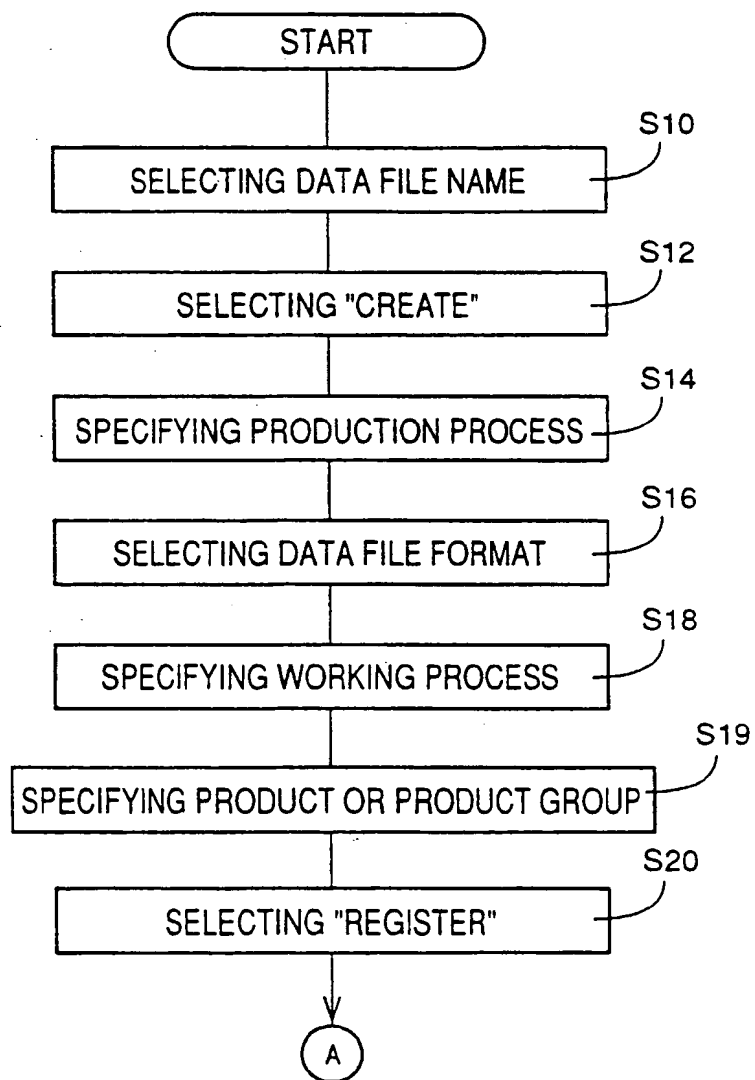 START
S10
SELECTING DATA FILE NAME
S12
SELECTING "CREATE"
S14
SPECIFYING PRODUCTION PROCESS
S16
SELECTING DATA FILE FORMAT
S18
SPECIFYING WORKING PROCESS
S19
SPECIFYING PRODUCT OR PRODUCT GROUP
S20
SELECTING "REGISTER"
A